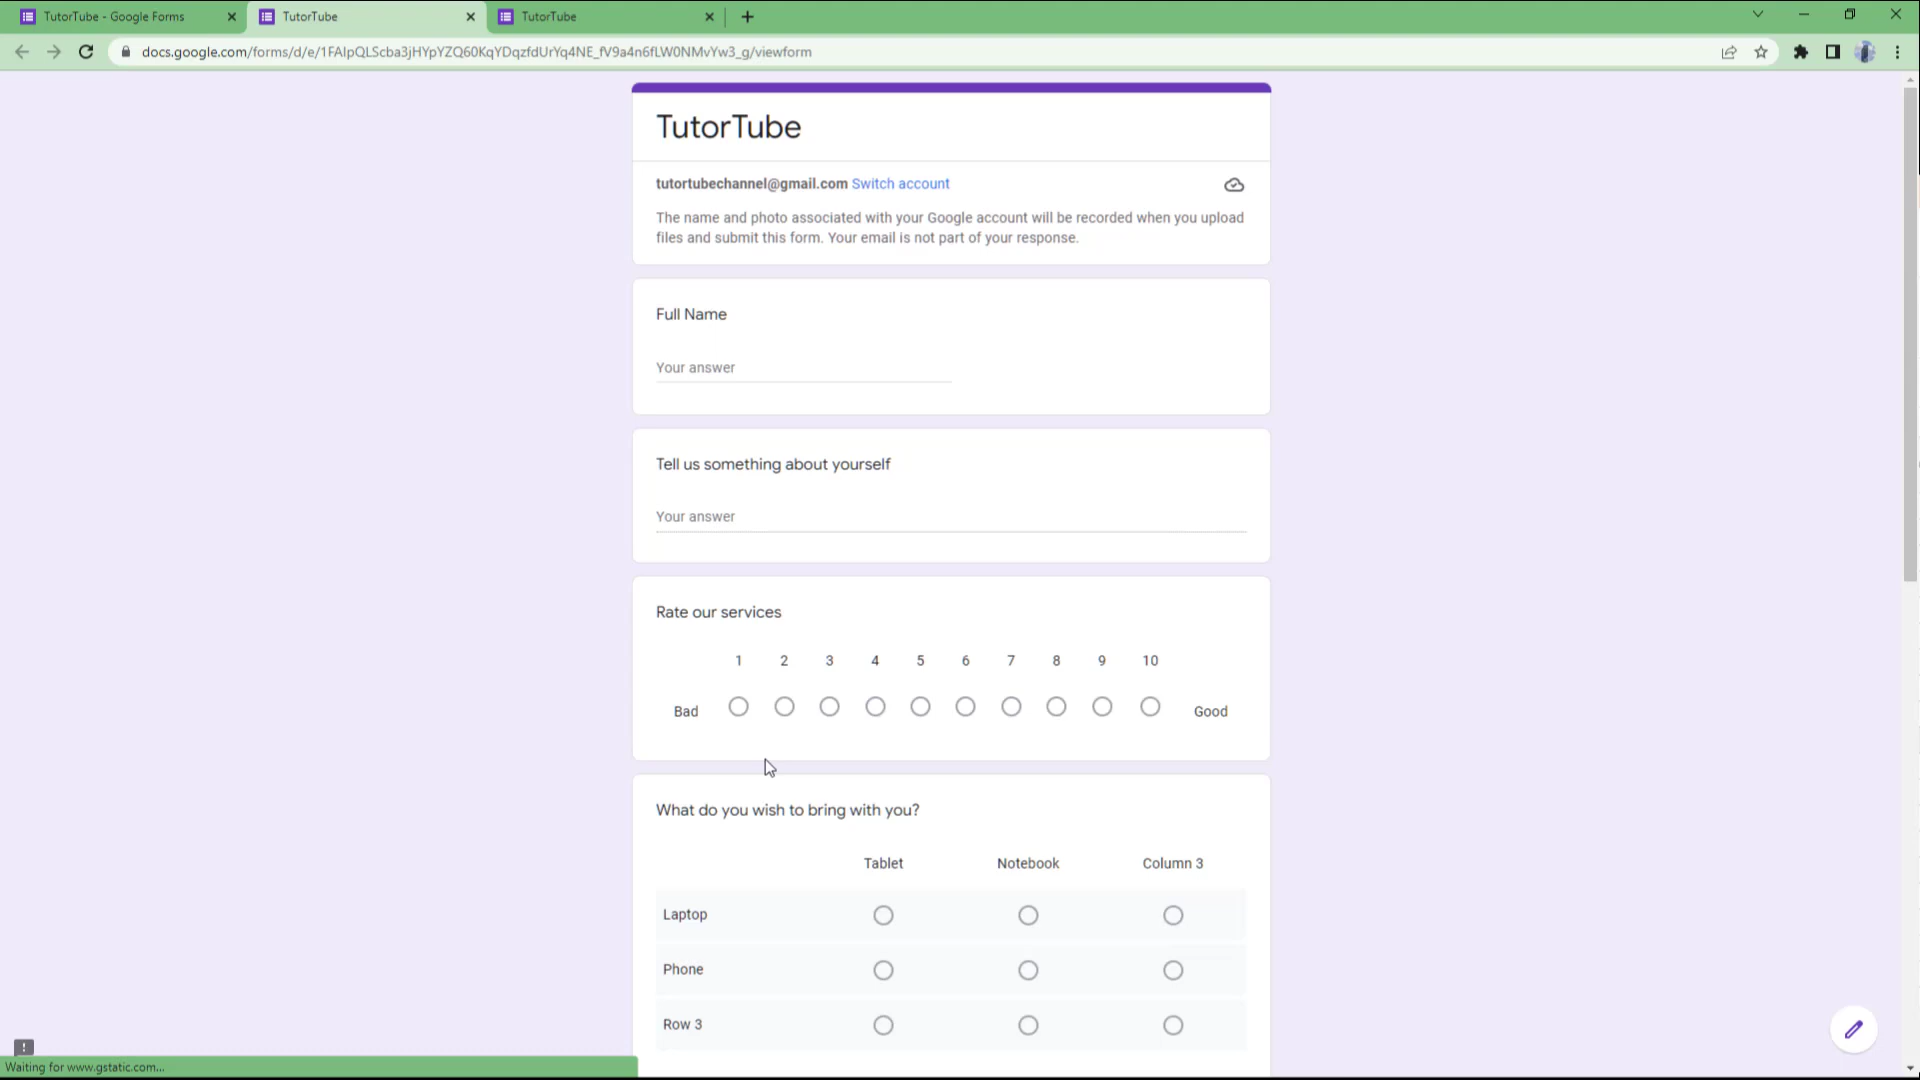 TutorTube - Google Forms
TutorTube
TutorTube
docs.google.com/forms/d/e/1FAIpQLScba3jHYpYZQ60KqYDqzfdUrYq4NE_fV9a4n6fLW0NMvYw3_g/viewform
TutorTube
tutortubechannel@gmail.com Switch account
The name and photo associated with your Google account will be recorded when you upload
files and submit this form. Your email is not part of your response.
Full Name
Your answer
Tell us something about yourself
Your answer
Rate our services
1 2 3 4 5 6 7 8 9 10
Bad Good
What do you wish to bring with you?
Tablet Notebook Column 3
Laptop
Phone
Row 3
Waiting for www.gstatic.com...